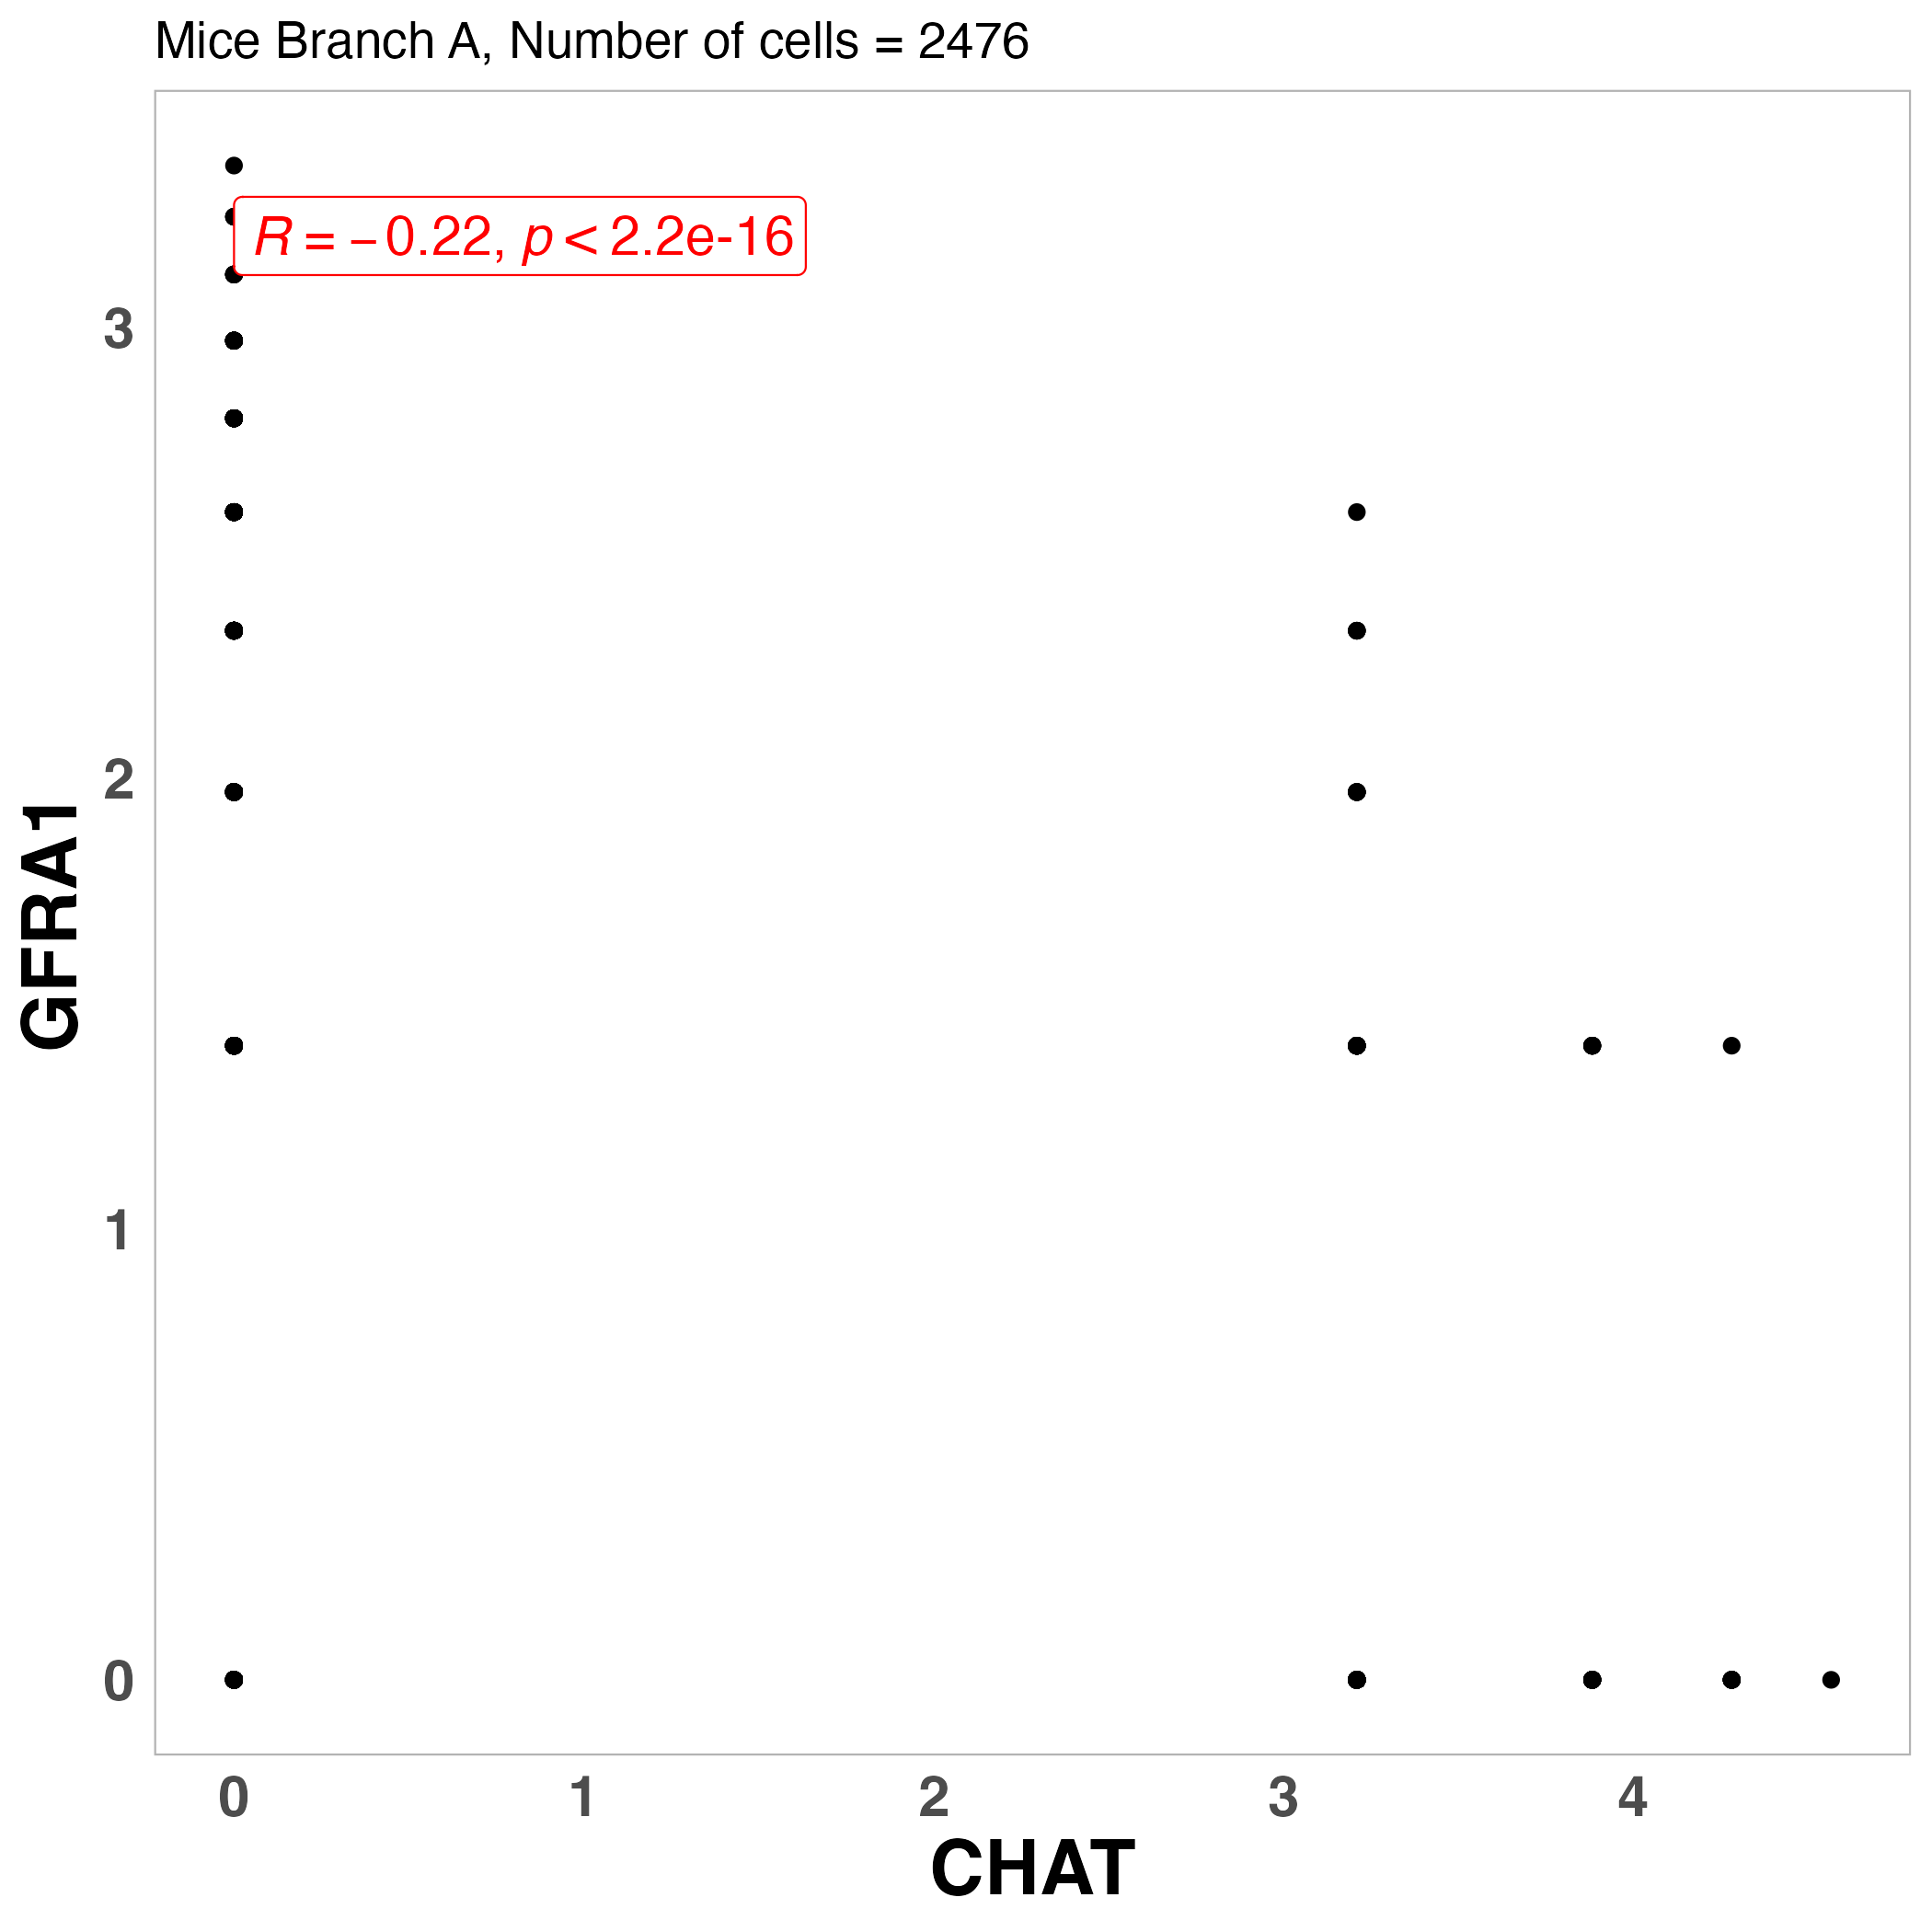 Mice Branch A, Number of cells = 2476
R = −0.22, p < 2.2e-16
3
2
1
0
GFRA1
0 1 2 3 4
CHAT